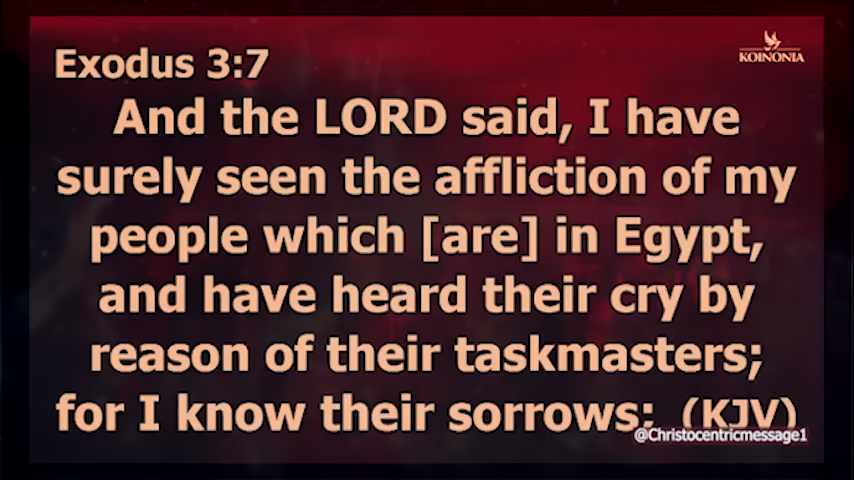 Exodus 3:7
KOINONIA
And the LORD said, I have
surely seen the affliction of my
people which [are] in Egypt,
and have heard their cry by
reason of their taskmasters;
for I know their sorrows; (KJV)
@Christocentricmessage1